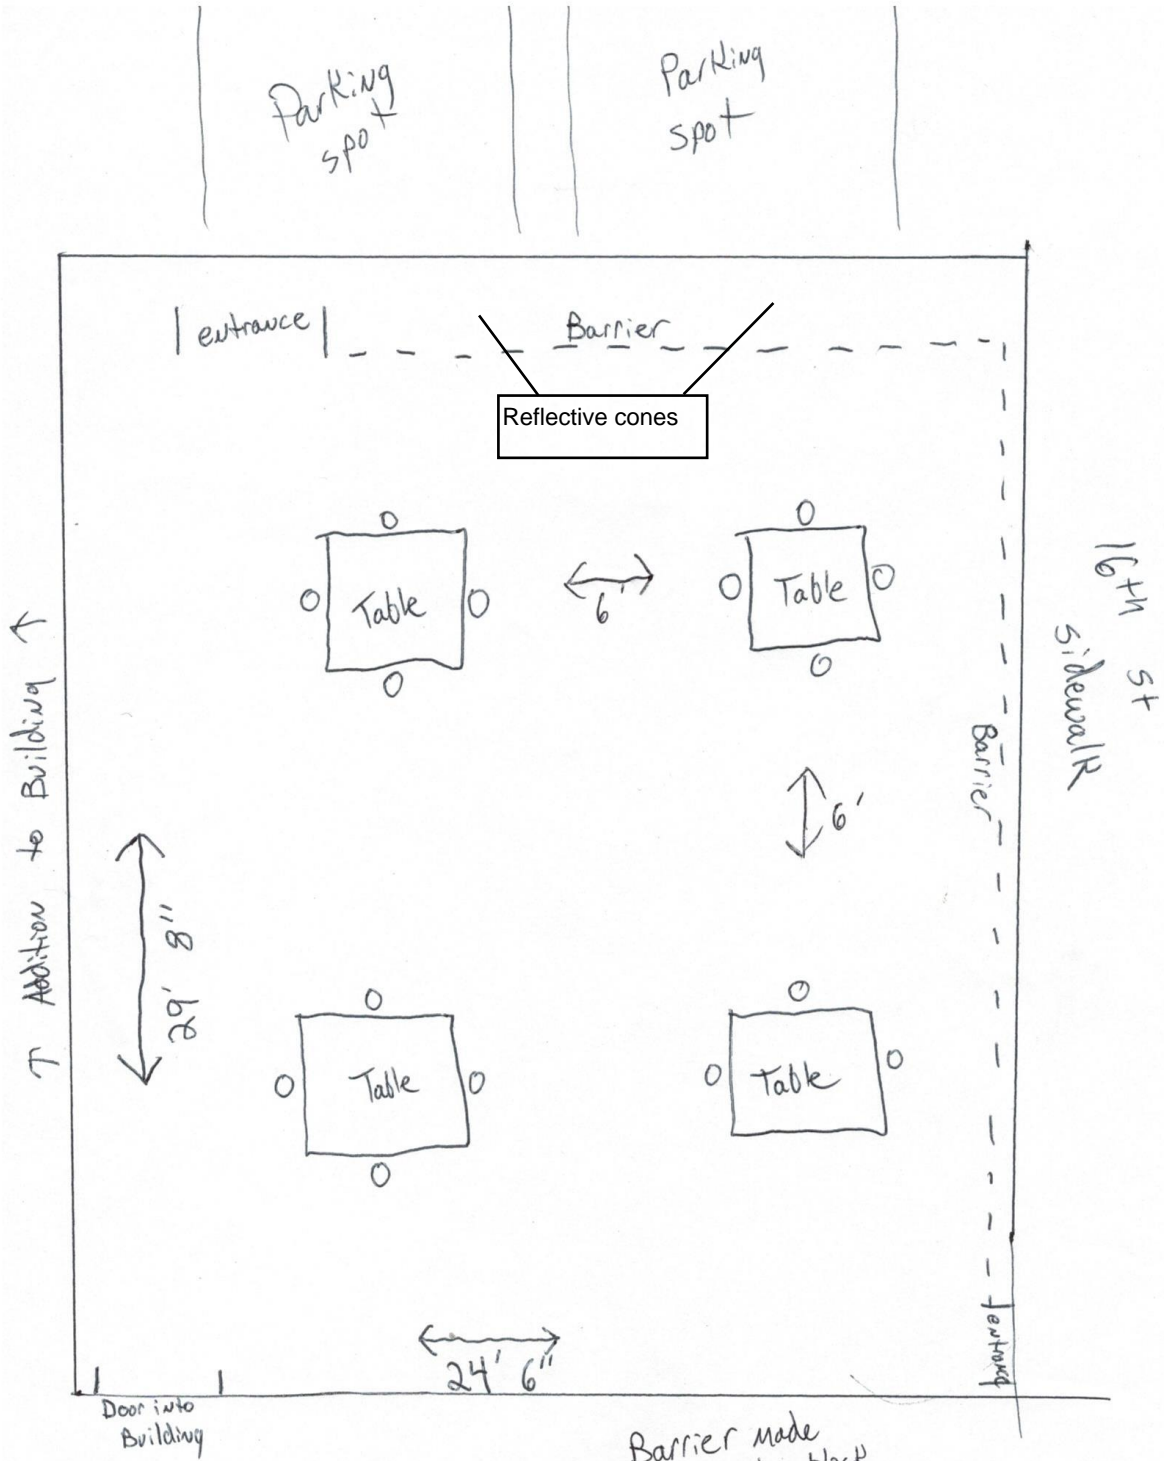 Parking
spot
Parking
spot
entrance
Barrier
Reflective cones
Table
Table
6'
16th St
sidewalk
Barrier
6'
↑ Addition to Building ↑
29' 8"
Table
Table
entrance
24' 6"
Door into
Building
Barrier Made
block